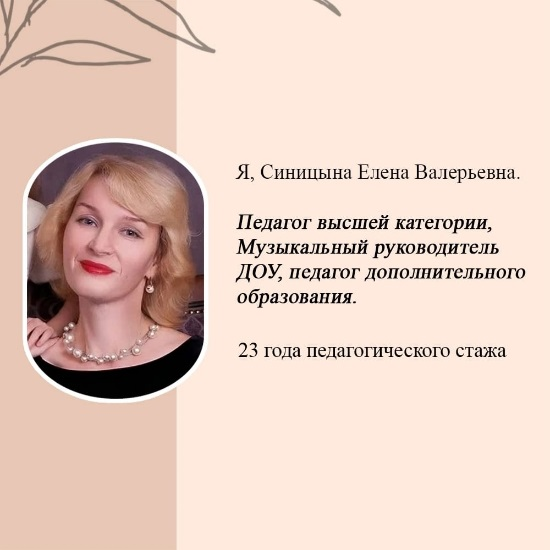 Я, Синицына Елена Валерьевна.
Педагог высшей категории,
Музыкальный руководитель
ДОУ, педагог дополнительного
образования.
23 года педагогического стажа